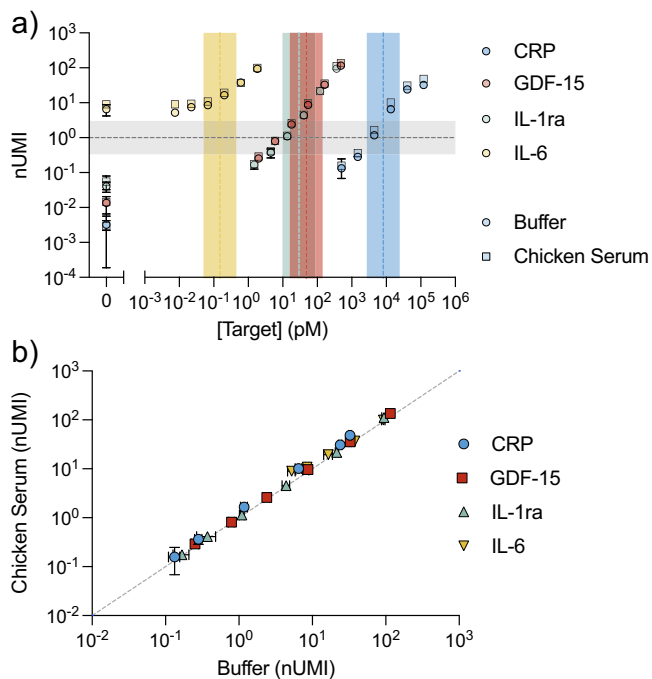 a)
10³
10²
10¹
10⁰
10⁻¹
10⁻²
10⁻³
10⁻⁴
nUMI
0
10⁻³
10⁻²
10⁻¹
10⁰
10¹
10²
10³
10⁴
10⁵
10⁶
[Target] (pM)
CRP
GDF-15
IL-1ra
IL-6
Buffer
Chicken Serum
b)
10³
10²
10¹
10⁰
10⁻¹
10⁻²
Chicken Serum (nUMI)
10⁻²
10⁻¹
10⁰
10¹
10²
10³
Buffer (nUMI)
CRP
GDF-15
IL-1ra
IL-6